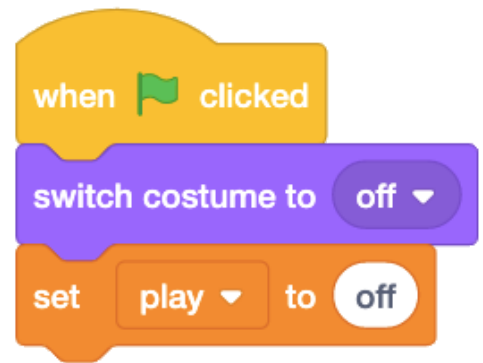 when clicked
switch costume to off
set play to off